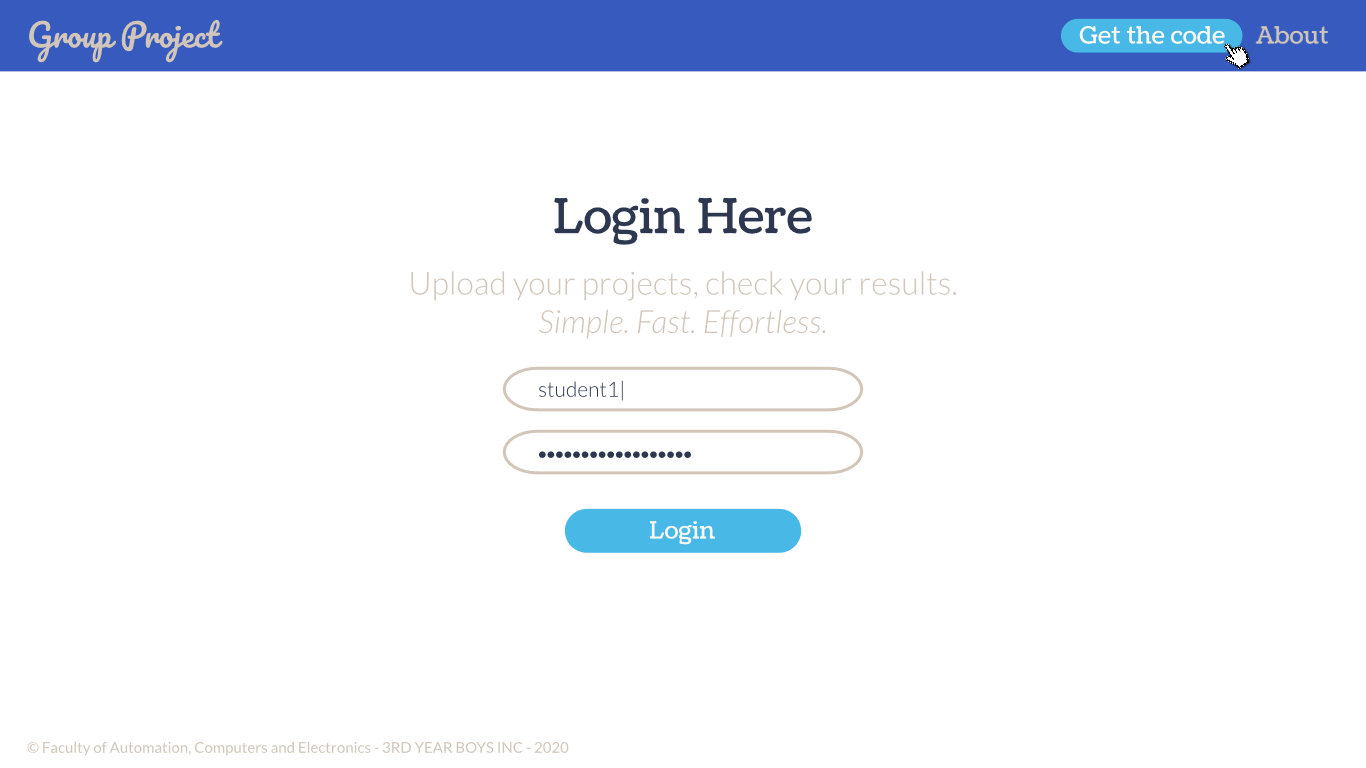 Group Project
Get the code
About
Login Here
Upload your projects, check your results.
Simple. Fast. Effortless.
student1|
••••••••••••••••••
Login
© Faculty of Automation, Computers and Electronics - 3RD YEAR BOYS INC - 2020